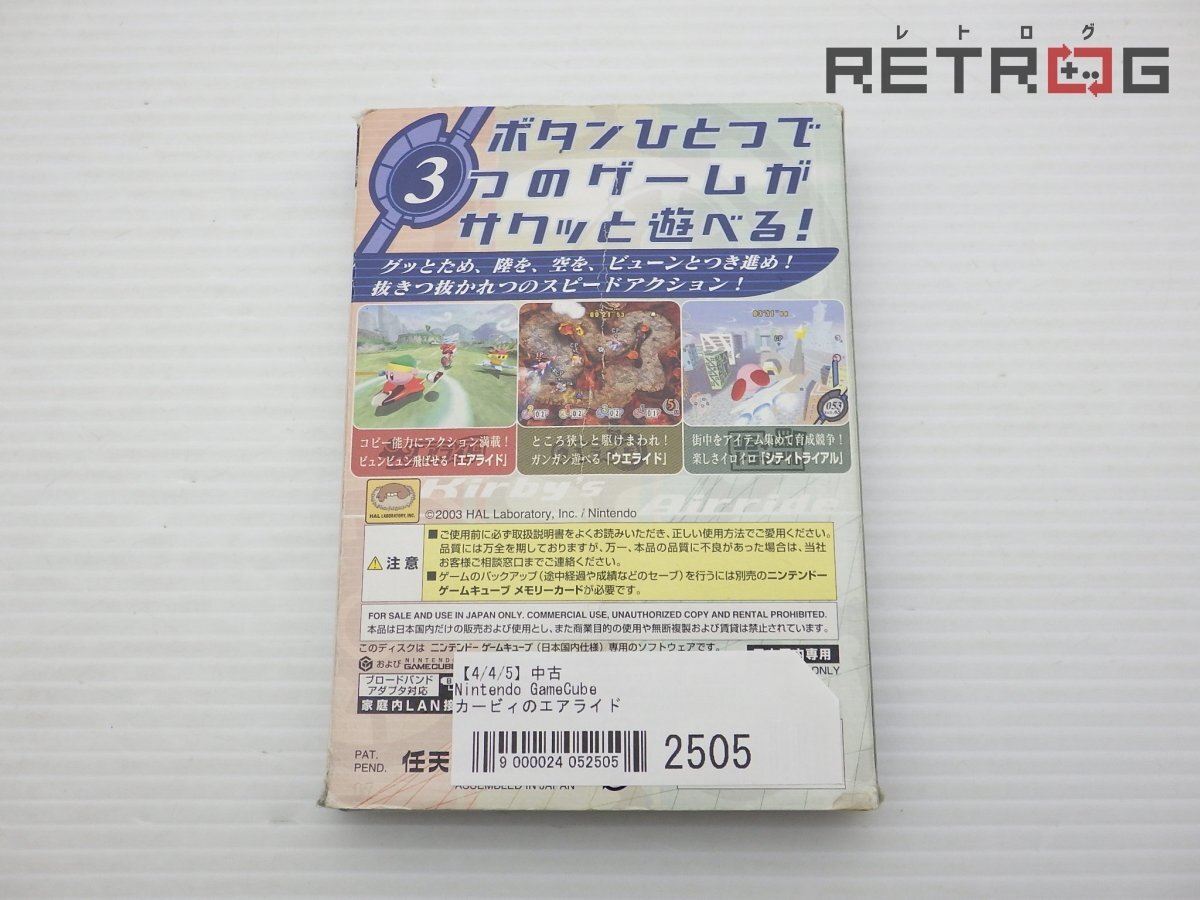 レトログ
RETROG
ボタンひとつで
3つのゲームが
サクッと遊べる!
グッとため、陸を、空を、ビューンとつき進め!
抜きつ抜かれつのスピードアクション!
コピー能力にアクション満載!
ビュンビュン飛ばせる「エアライド」
ところ狭しと駆けまわれ!
ガンガン遊べる「ウエライド」
街中をアイテム集めて育成競争!
楽しさイロイロ「シティトライアル」
Kirby's Airride
HAL LABORATORY, INC.
©2003 HAL Laboratory, Inc. / Nintendo
注意
■ご使用前に必ず取扱説明書をよくお読みいただき、正しい使用方法でご愛用ください。
品質には万全を期しておりますが、万一、本品の品質に不良があった場合は、当社
お客様ご相談窓口までご連絡ください。
■ゲームのバックアップ(途中経過や成績などのセーブ)を行うには別売のニンテンドー
ゲームキューブ メモリーカードが必要です。
FOR SALE AND USE IN JAPAN ONLY. COMMERCIAL USE, UNAUTHORIZED COPY AND RENTAL PROHIBITED.
本品は日本国内だけの販売および使用とし、また商業目的の使用や無断複製および賃貸は禁止されています。
このディスクは ニンテンドー ゲームキューブ (日本国内仕様) 専用のソフトウェアです。
および NINTENDO GAMECUBE
専用
ONLY
ブロードバンド
アダプタ対応
家庭内LAN接
【4/4/5】中古
Nintendo GameCube
カービィのエアライド
9 000024 052505
2505
PAT.
PEND.
任天
ASSEMBLED IN JAPAN